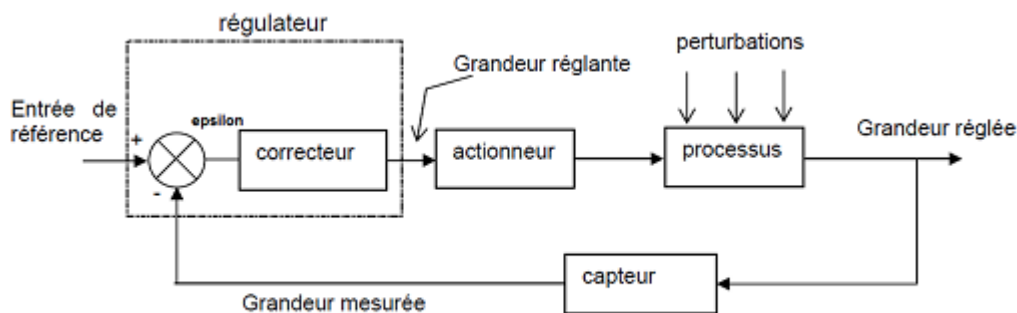 régulateur
perturbations
Grandeur réglante
Entrée de
référence
+
epsilon
Grandeur réglée
correcteur
actionneur
processus
-
capteur
Grandeur mesurée